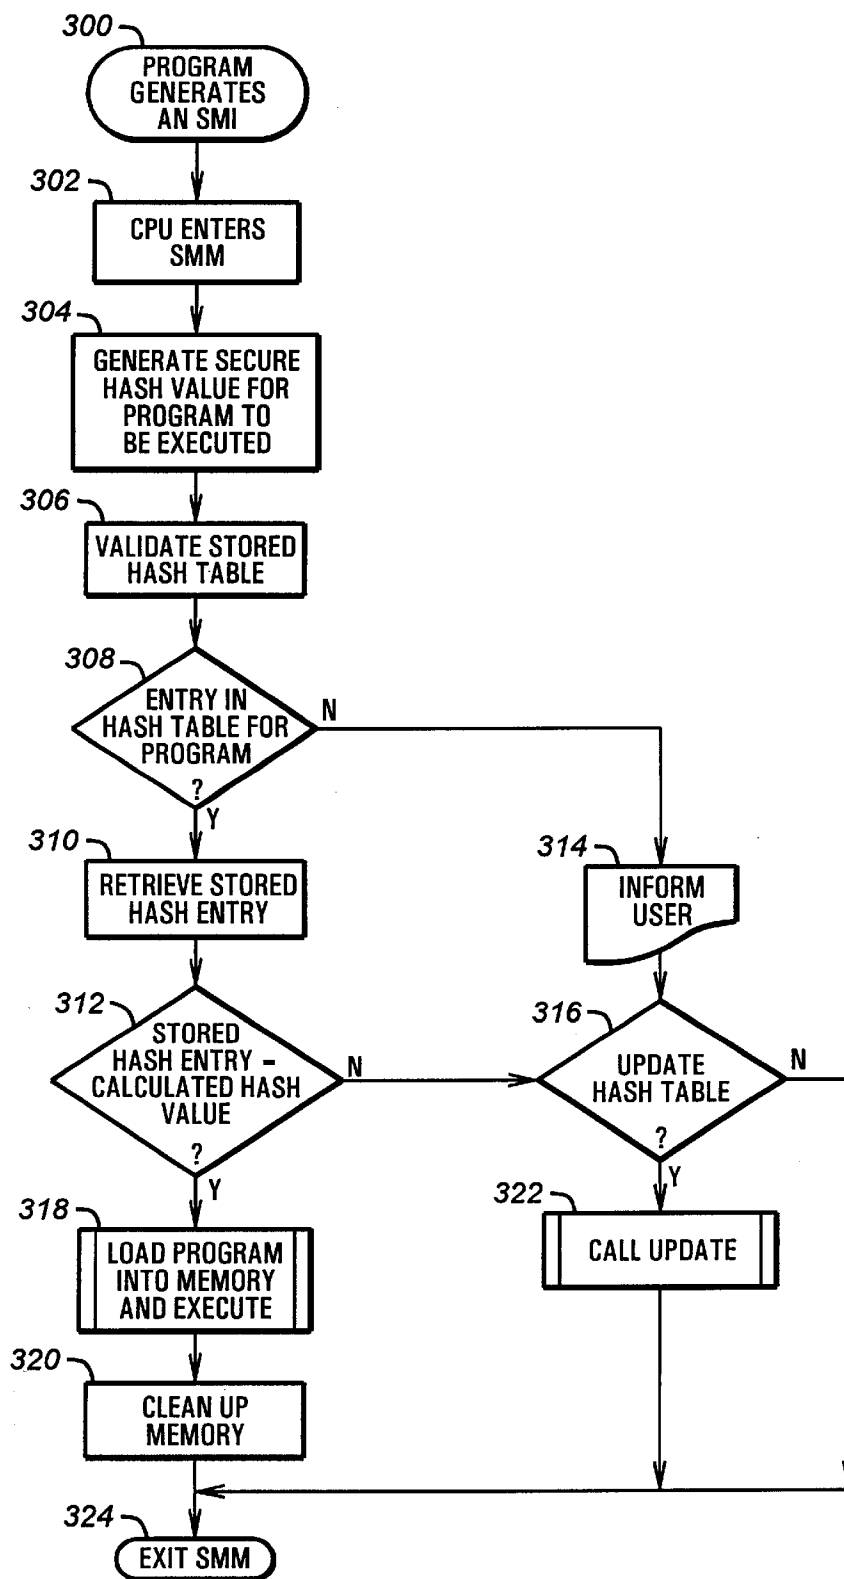 300
PROGRAM
GENERATES
AN SMI
302
CPU ENTERS
SMM
304
GENERATE SECURE
HASH VALUE FOR
PROGRAM TO
BE EXECUTED
306
VALIDATE STORED
HASH TABLE
308
ENTRY IN
HASH TABLE FOR
PROGRAM
?
N
Y
310
RETRIEVE STORED
HASH ENTRY
314
INFORM
USER
312
STORED
HASH ENTRY =
CALCULATED HASH
VALUE
?
N
Y
316
UPDATE
HASH TABLE
?
N
Y
318
LOAD PROGRAM
INTO MEMORY
AND EXECUTE
322
CALL UPDATE
320
CLEAN UP
MEMORY
324
EXIT SMM